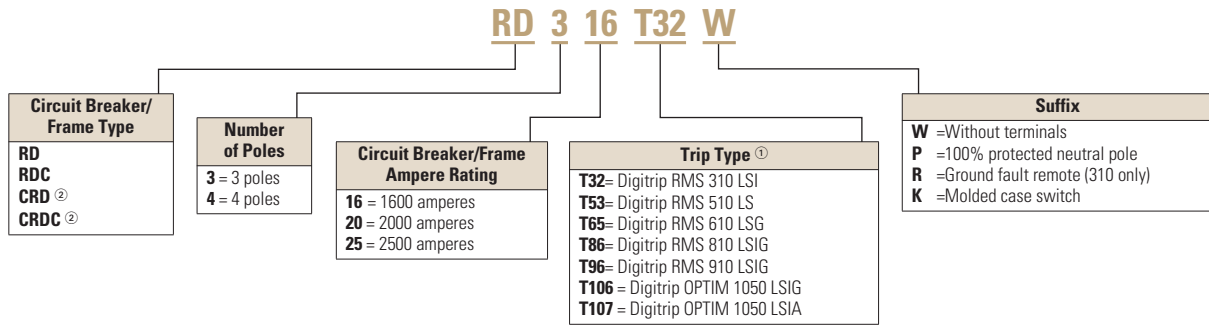 RD 3 16 T32 W
Circuit Breaker/
Frame Type
RD
RDC
CRD ②
CRDC ②
Number
of Poles
3 = 3 poles
4 = 4 poles
Circuit Breaker/Frame
Ampere Rating
16 = 1600 amperes
20 = 2000 amperes
25 = 2500 amperes
Trip Type ①
T32= Digitrip RMS 310 LSI
T53= Digitrip RMS 510 LS
T65= Digitrip RMS 610 LSG
T86= Digitrip RMS 810 LSIG
T96= Digitrip RMS 910 LSIG
T106 = Digitrip OPTIM 1050 LSIG
T107 = Digitrip OPTIM 1050 LSIA
Suffix
W =Without terminals
P =100% protected neutral pole
R =Ground fault remote (310 only)
K =Molded case switch